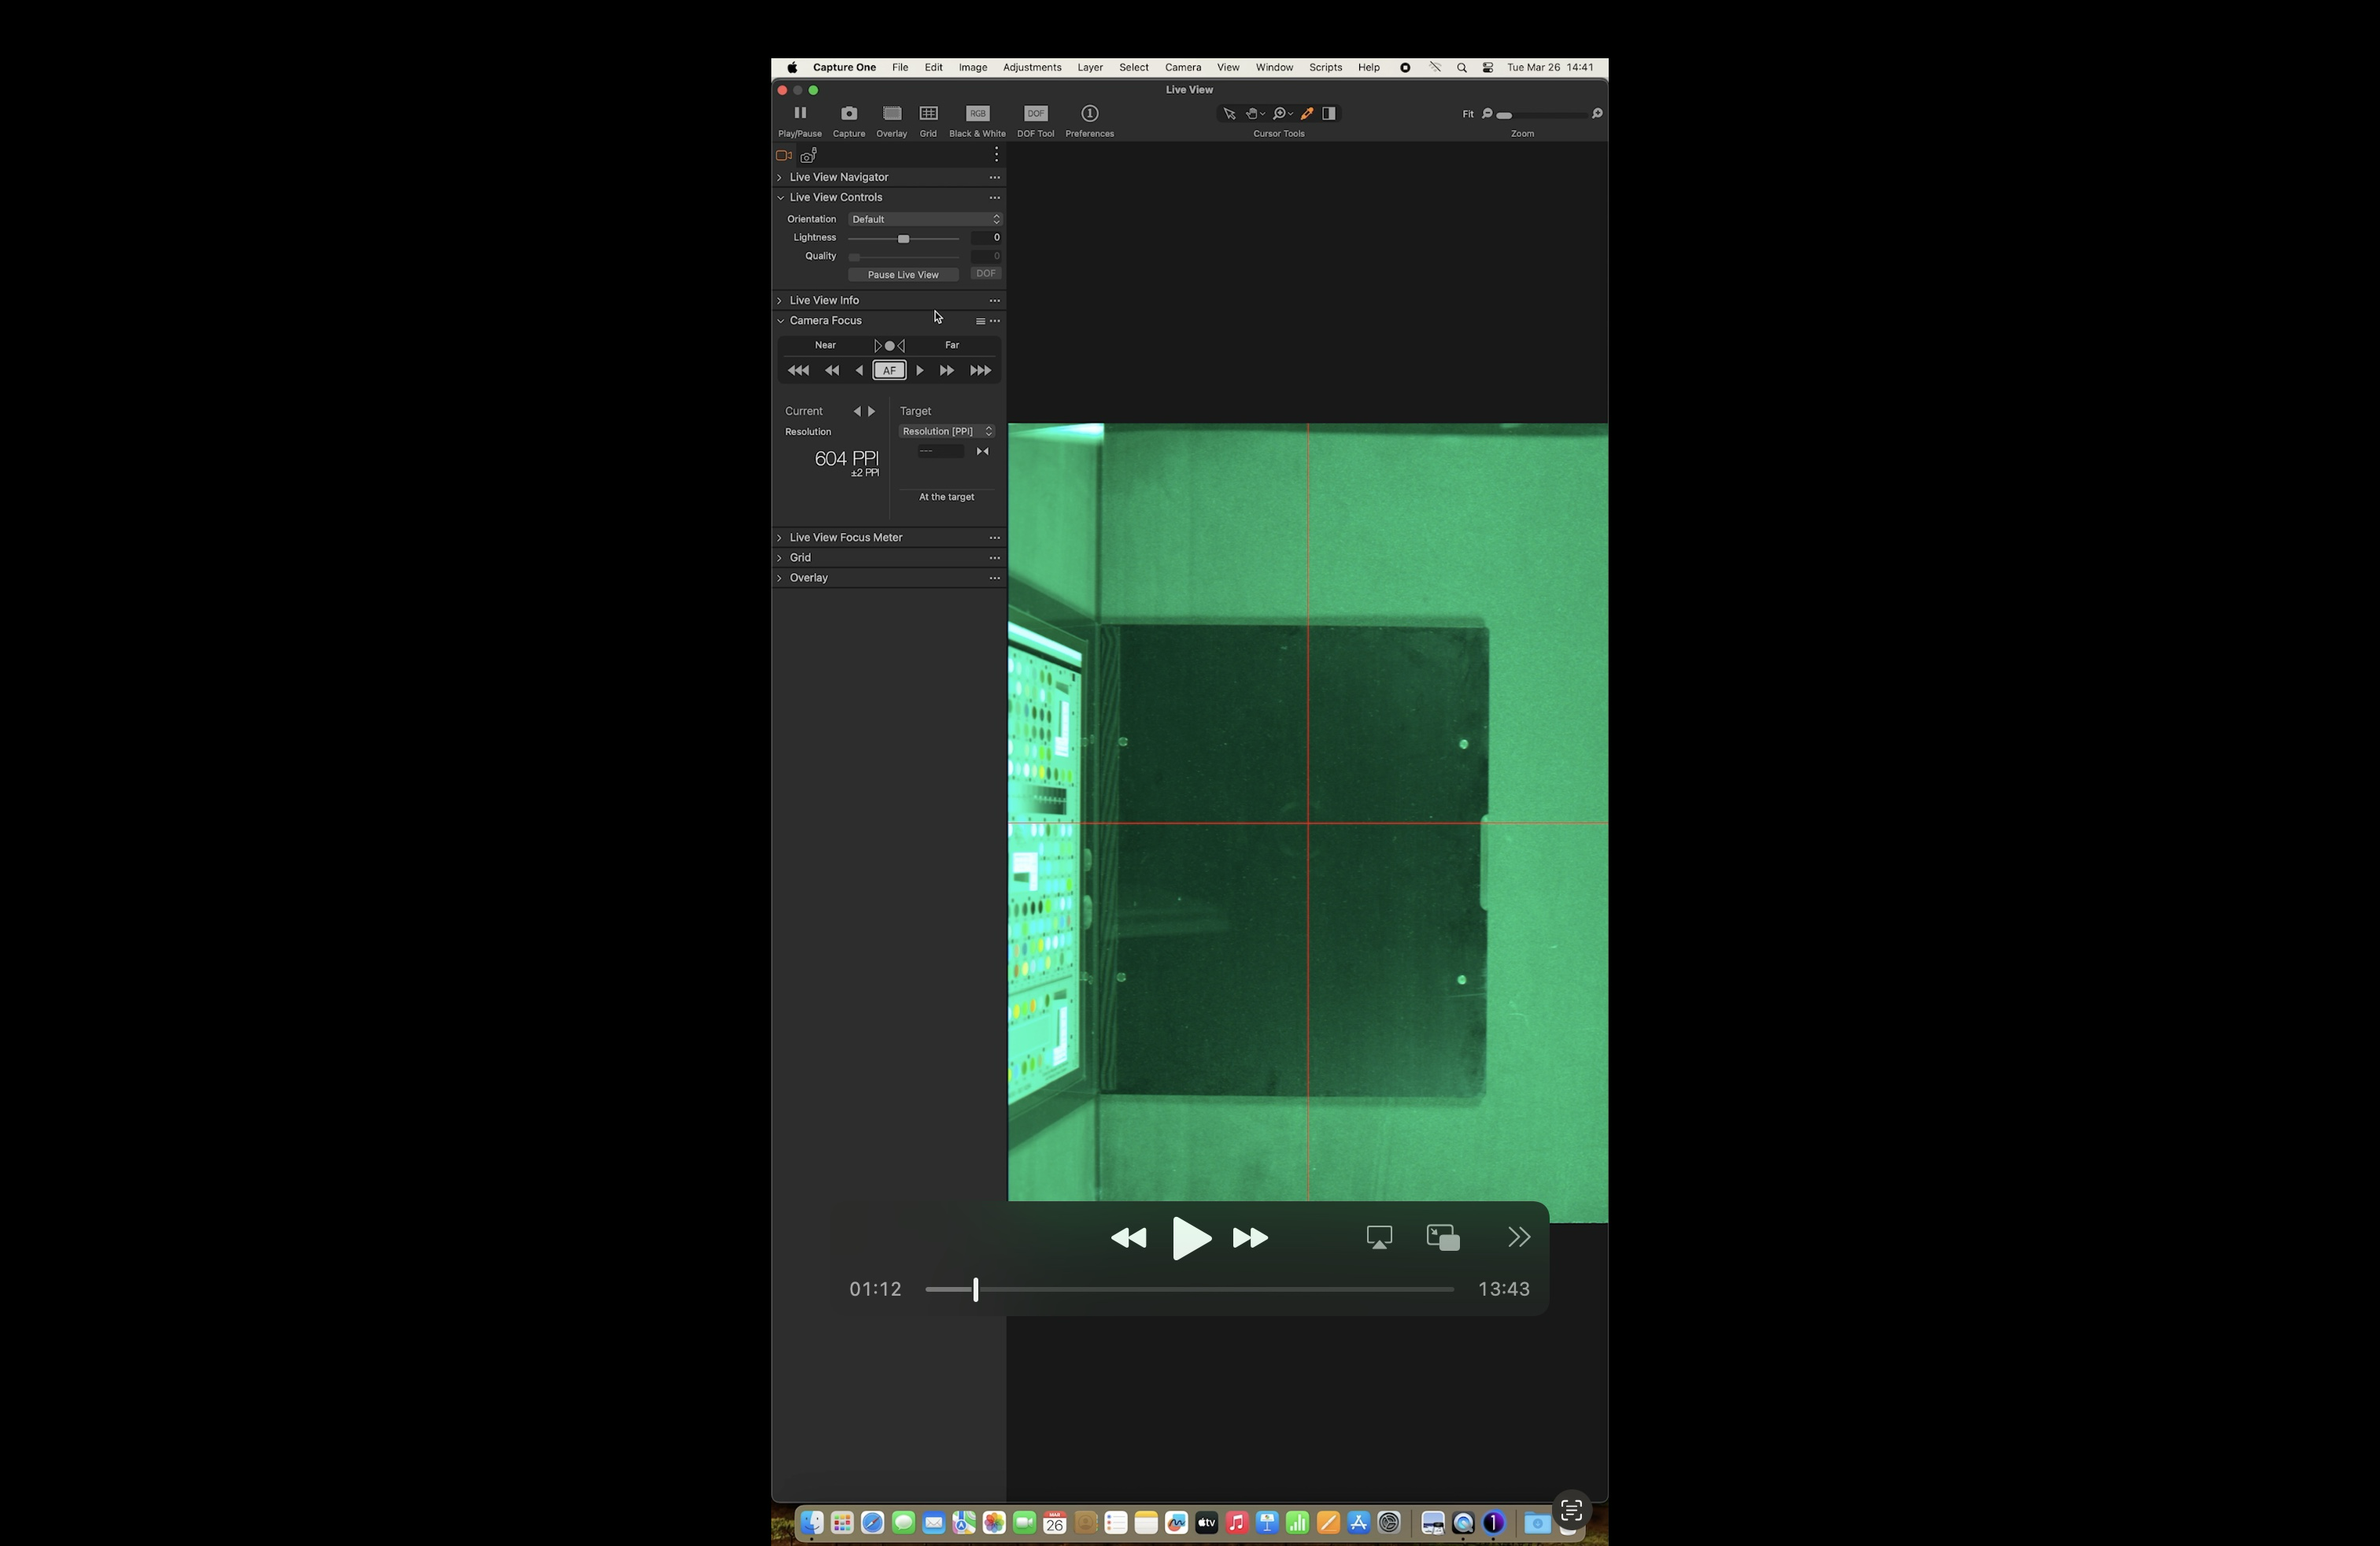 Capture One File Edit Image Adjustments Layer Select Camera View Window Scripts Help Tue Mar 26 14:41
Live View
RGB DOF Fit
Play/Pause Capture Overlay Grid Black & White DOF Tool Preferences Cursor Tools Zoom
Live View Navigator
Live View Controls
Orientation Default
Lightness 0
Quality 0
Pause Live View DOF
Live View Info
Camera Focus
Near Far
AF
Current Target
Resolution Resolution [PPI]
---
604 PPI
±2 PPI
At the target
Live View Focus Meter
Grid
Overlay
01:12 13:43
MAR
26
tv
1